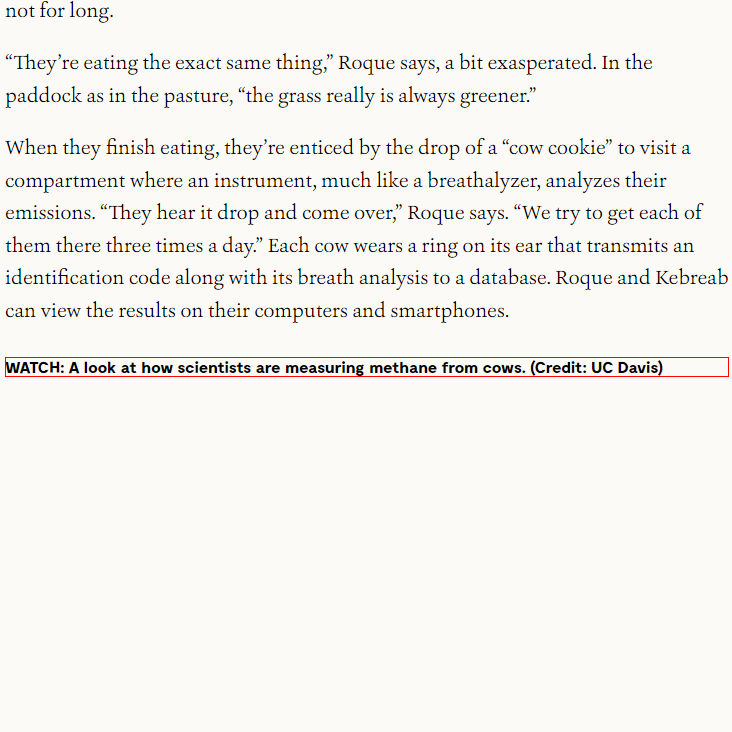 not for long.
“They’re eating the exact same thing,” Roque says, a bit exasperated. In the
paddock as in the pasture, “the grass really is always greener.”
When they finish eating, they’re enticed by the drop of a “cow cookie” to visit a
compartment where an instrument, much like a breathalyzer, analyzes their
emissions. “They hear it drop and come over,” Roque says. “We try to get each of
them there three times a day.” Each cow wears a ring on its ear that transmits an
identification code along with its breath analysis to a database. Roque and Kebreab
can view the results on their computers and smartphones.
WATCH: A look at how scientists are measuring methane from cows. (Credit: UC Davis)